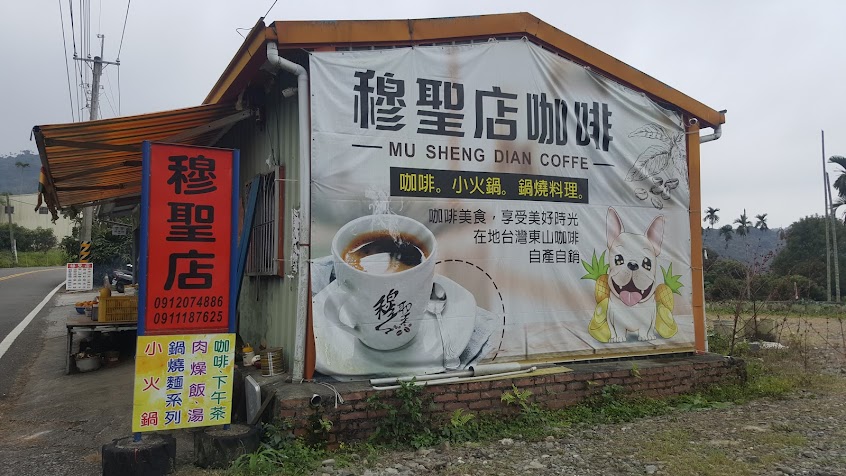 穆聖店咖啡
MU SHENG DIAN COFFE
咖啡。小火鍋。鍋燒料理。
咖啡美食，享受美好時光
在地台灣東山咖啡
自產自銷
穆聖
穆聖店
0912074886
0911187625
咖啡．下午茶
肉燥飯．湯
鍋燒麵系列
小火鍋